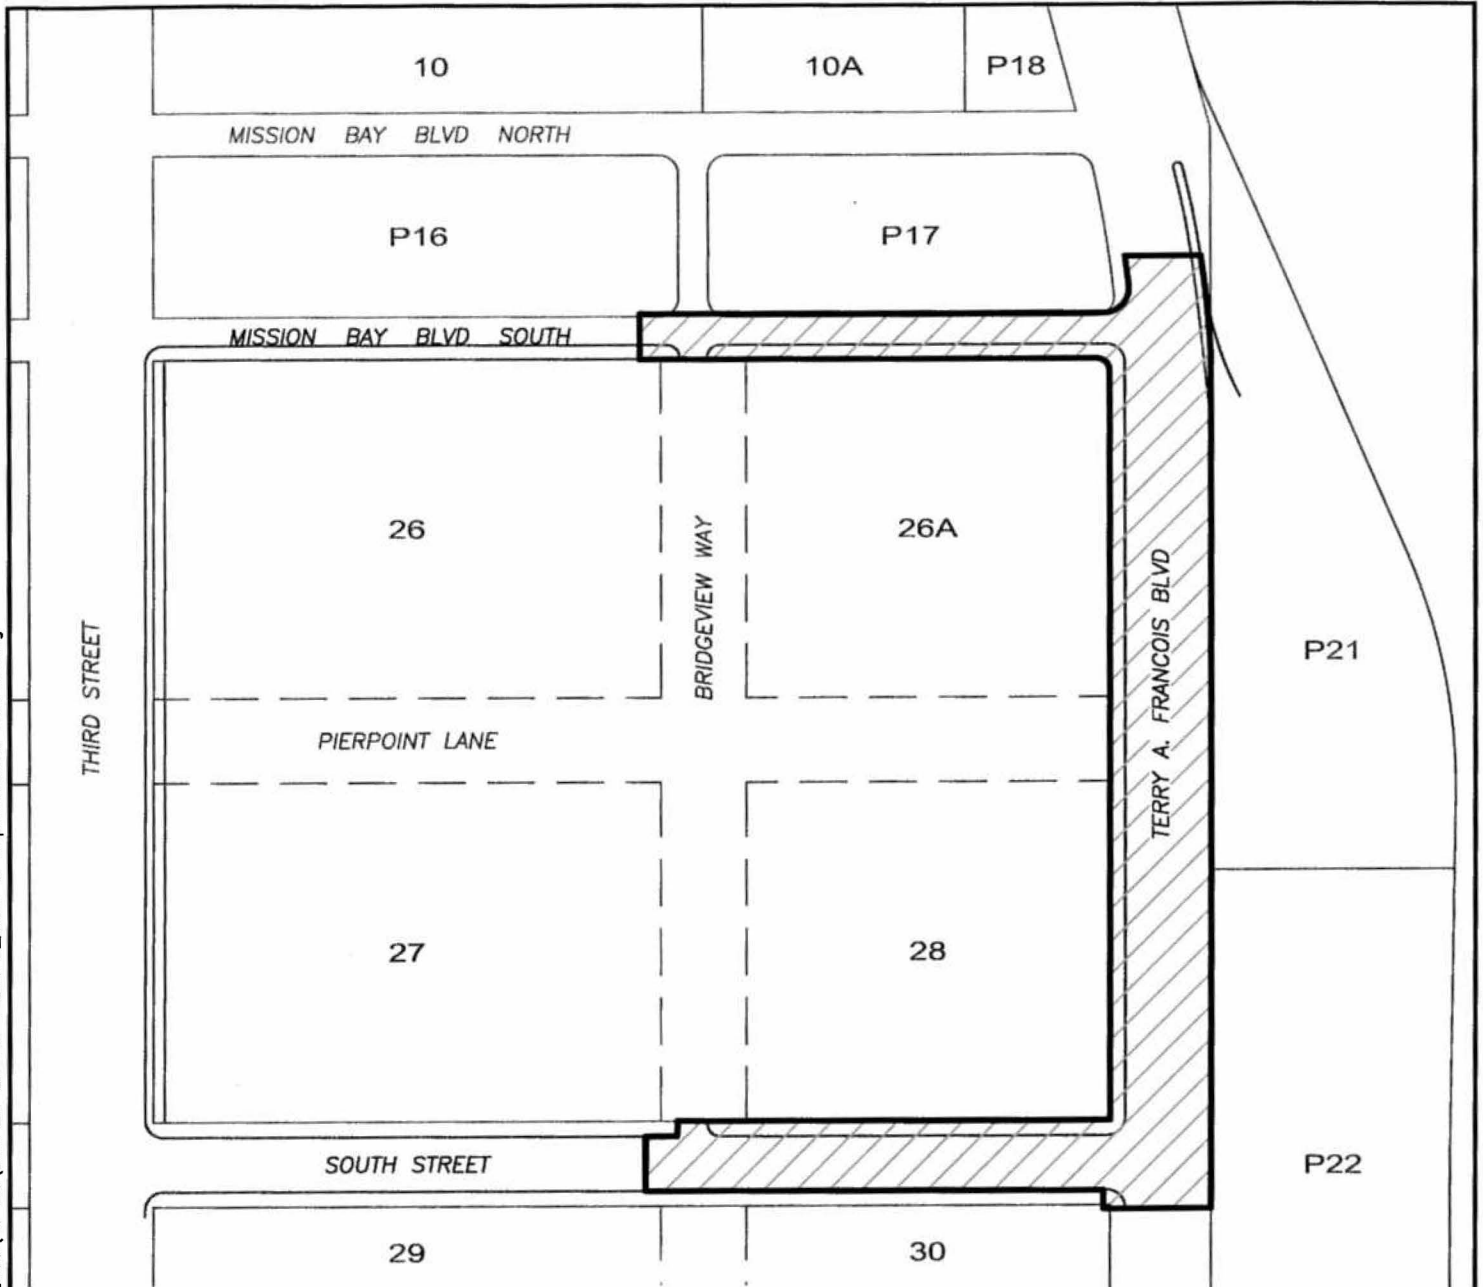 10
10A
P18
MISSION BAY BLVD NORTH
P16
P17
MISSION BAY BLVD SOUTH
26
BRIDGEVIEW WAY
26A
TERRY A. FRANCOIS BLVD
P21
THIRD STREET
PIERPOINT LANE
27
28
SOUTH STREET
P22
29
30